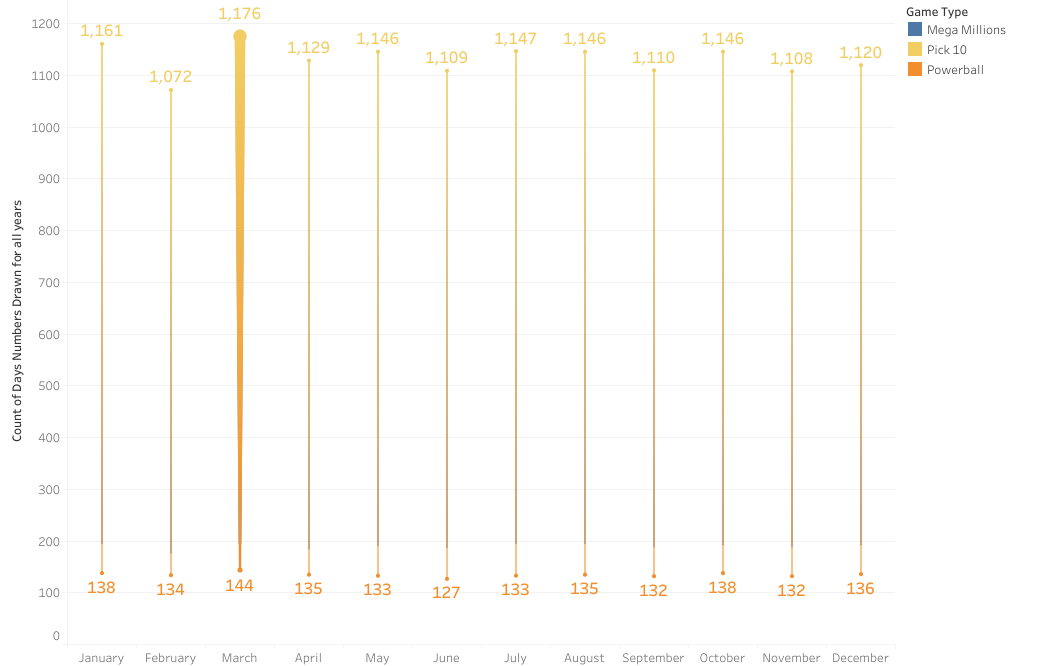 Game Type
Mega Millions
Pick 10
Powerball
Count of Days Numbers Drawn for all years
1200
1100
1000
900
800
700
600
500
400
300
200
100
0
1,161
1,072
1,176
1,129
1,146
1,109
1,147
1,146
1,110
1,146
1,108
1,120
138
134
144
135
133
127
133
135
132
138
132
136
January
February
March
April
May
June
July
August
September
October
November
December